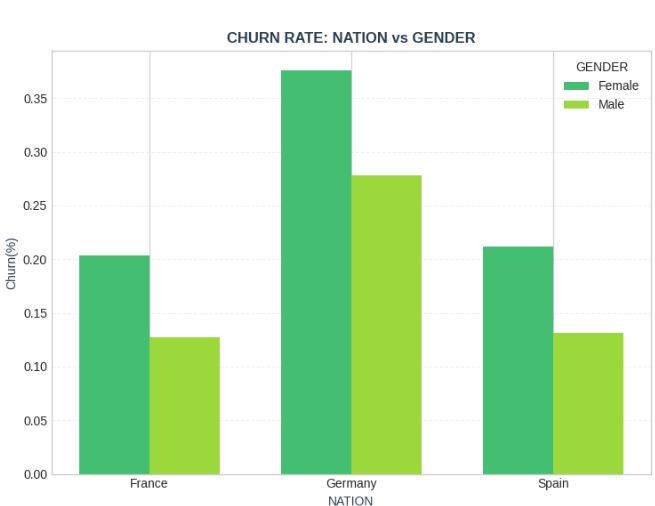 CHURN RATE: NATION vs GENDER
GENDER
Female
Male
Churn(%)
0.35
0.30
0.25
0.20
0.15
0.10
0.05
0.00
France Germany Spain
NATION